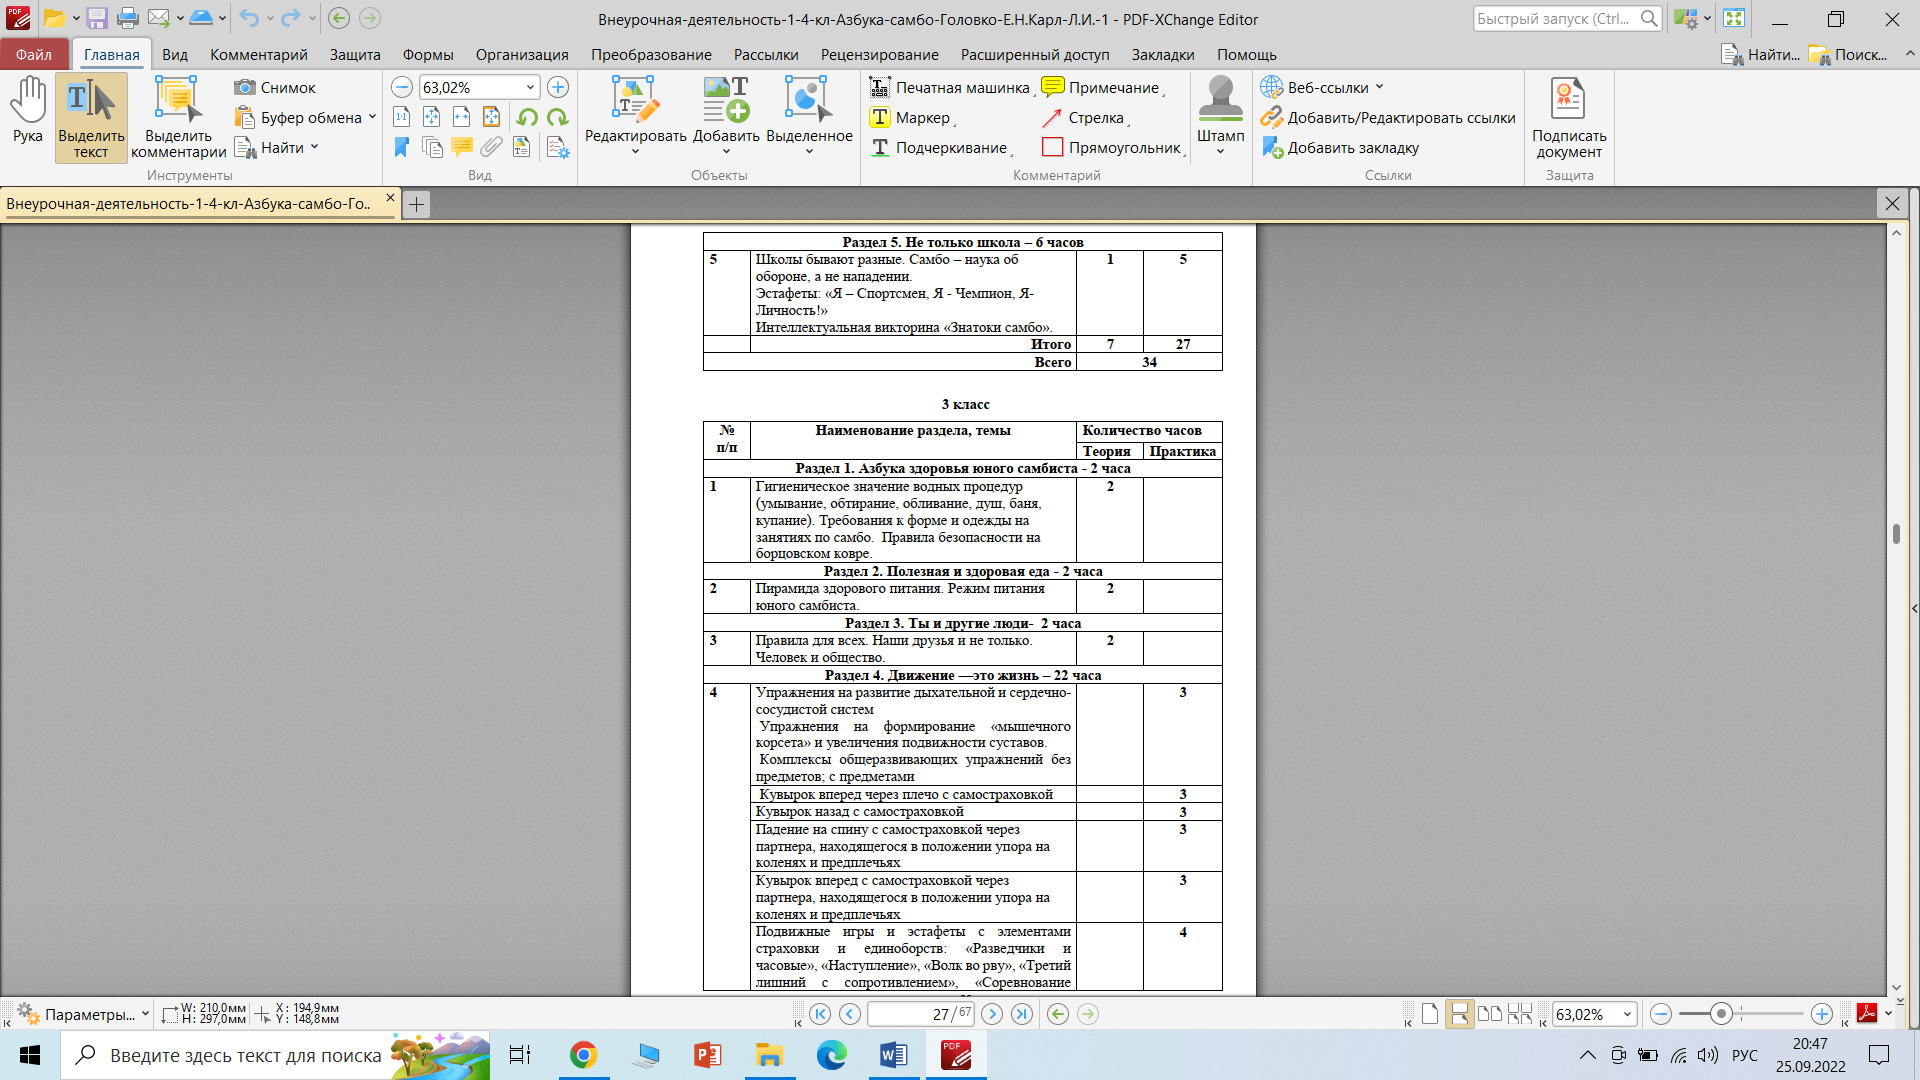 Внеурочная-деятельность-1-4-кл-Азбука-самбо-Головко-Е.Н.Карл-Л.И.-1 - PDF-XChange Editor
Быстрый запуск (Ctrl...
Файл Главная Вид Комментарий Защита Формы Организация Преобразование Рассылки Рецензирование Расширенный доступ Закладки Помощь
Найти... Поиск...
Рука
Выделить текст
Выделить комментарии
Снимок
Буфер обмена
Найти
Инструменты
63,02%
Вид
Редактировать
Добавить
Выделенное
Объекты
Печатная машинка
Маркер
Подчеркивание
Примечание
Стрелка
Прямоугольник
Штамп
Комментарий
Веб-ссылки
Добавить/Редактировать ссылки
Добавить закладку
Ссылки
Подписать документ
Защита
Внеурочная-деятельность-1-4-кл-Азбука-самбо-Го..
Раздел 5. Не только школа – 6 часов
5 Школы бывают разные. Самбо – наука об 1 5
обороне, а не нападении.
Эстафеты: «Я – Спортсмен, Я - Чемпион, Я-
Личность!»
Интеллектуальная викторина «Знатоки самбо».
Итого 7 27
Всего 34
3 класс
№ п/п Наименование раздела, темы Количество часов
Теория Практика
Раздел 1. Азбука здоровья юного самбиста - 2 часа
1 Гигиеническое значение водных процедур 2
(умывание, обтирание, обливание, душ, баня,
купание). Требования к форме и одежды на
занятиях по самбо. Правила безопасности на
борцовском ковре.
Раздел 2. Полезная и здоровая еда - 2 часа
2 Пирамида здорового питания. Режим питания 2
юного самбиста.
Раздел 3. Ты и другие люди- 2 часа
3 Правила для всех. Наши друзья и не только. 2
Человек и общество.
Раздел 4. Движение —это жизнь – 22 часа
4 Упражнения на развитие дыхательной и сердечно- 3
сосудистой систем
Упражнения на формирование «мышечного
корсета» и увеличения подвижности суставов.
Комплексы общеразвивающих упражнений без
предметов; с предметами
Кувырок вперед через плечо с самостраховкой 3
Кувырок назад с самостраховкой 3
Падение на спину с самостраховкой через 3
партнера, находящегося в положении упора на
коленях и предплечьях
Кувырок вперед с самостраховкой через 3
партнера, находящегося в положении упора на
коленях и предплечьях
Подвижные игры и эстафеты с элементами 4
страховки и единоборств: «Разведчики и
часовые», «Наступление», «Волк во рву», «Третий
лишний с сопротивлением», «Соревнование
Параметры...
W: 210,0мм
H: 297,0мм
X: 194,9мм
Y: 148,8мм
27 / 67
63,02%
Введите здесь текст для поиска
РУС
20:47
25.09.2022